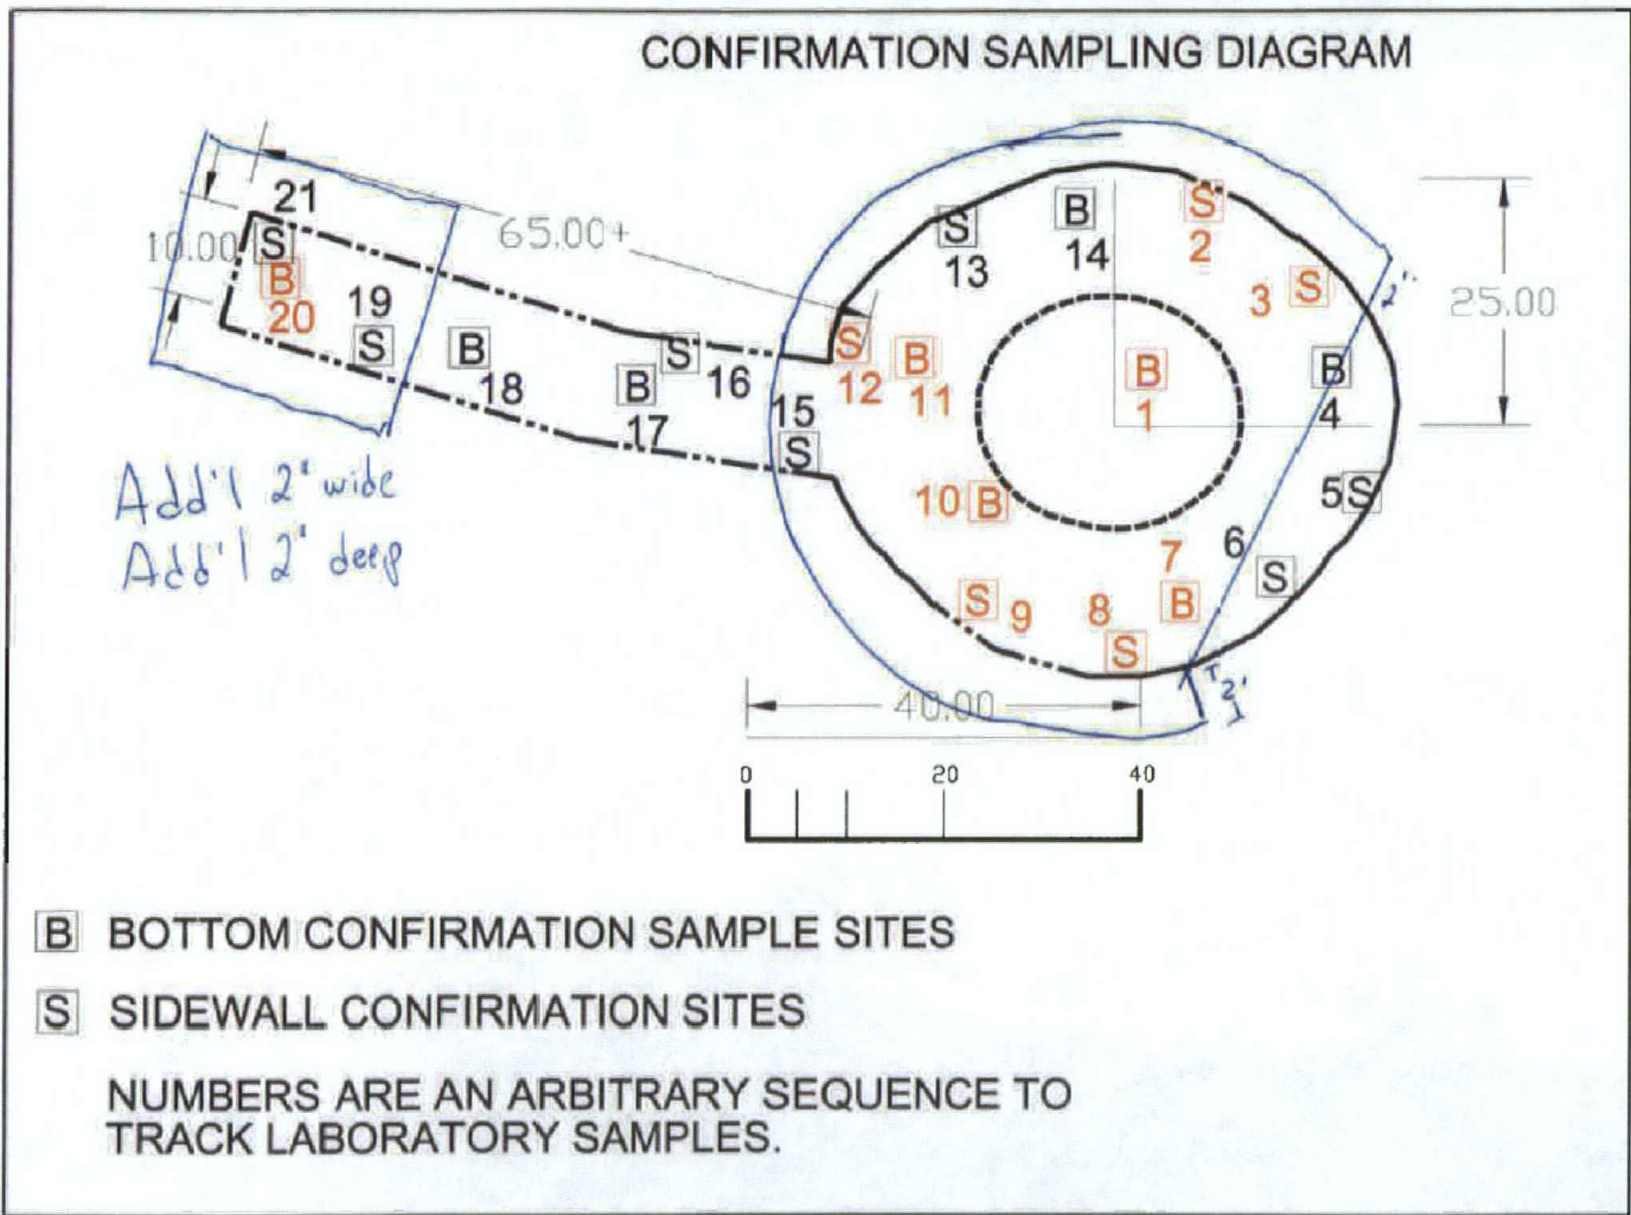 CONFIRMATION SAMPLING DIAGRAM
21
S
10.00
B
20
19
S
65.00+
B
18
B
17
S
16
15
S
S
12
B
11
S
13
B
14
S
2
3 S
25.00
2'
B
1
B
4
5 S
6
S
10 B
7
B
8
S
S 9
2'
40.00
Add'l 2' wide
Add'l 2' deep
0 20 40
B BOTTOM CONFIRMATION SAMPLE SITES
S SIDEWALL CONFIRMATION SITES
NUMBERS ARE AN ARBITRARY SEQUENCE TO
TRACK LABORATORY SAMPLES.